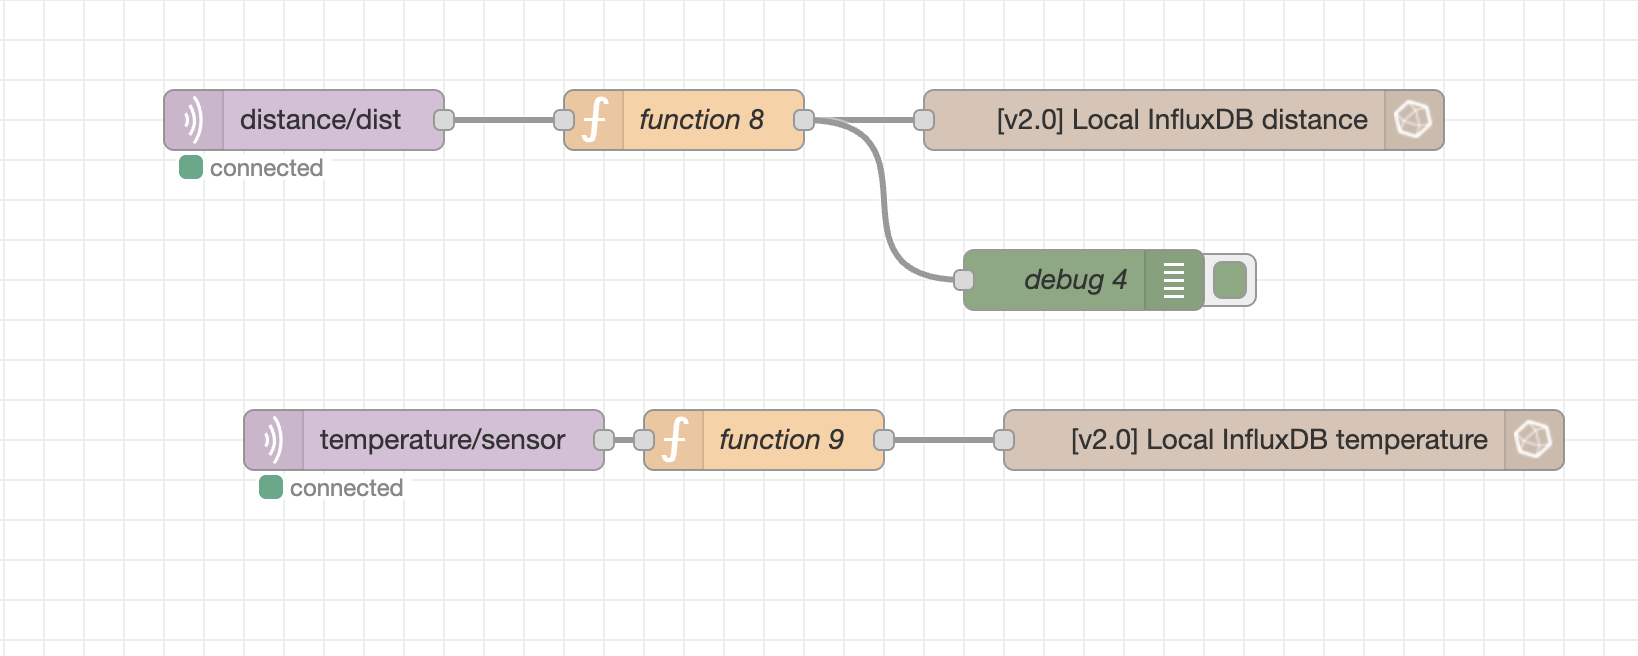 distance/dist
function 8
[v2.0] Local InfluxDB distance
connected
debug 4
temperature/sensor
function 9
[v2.0] Local InfluxDB temperature
connected